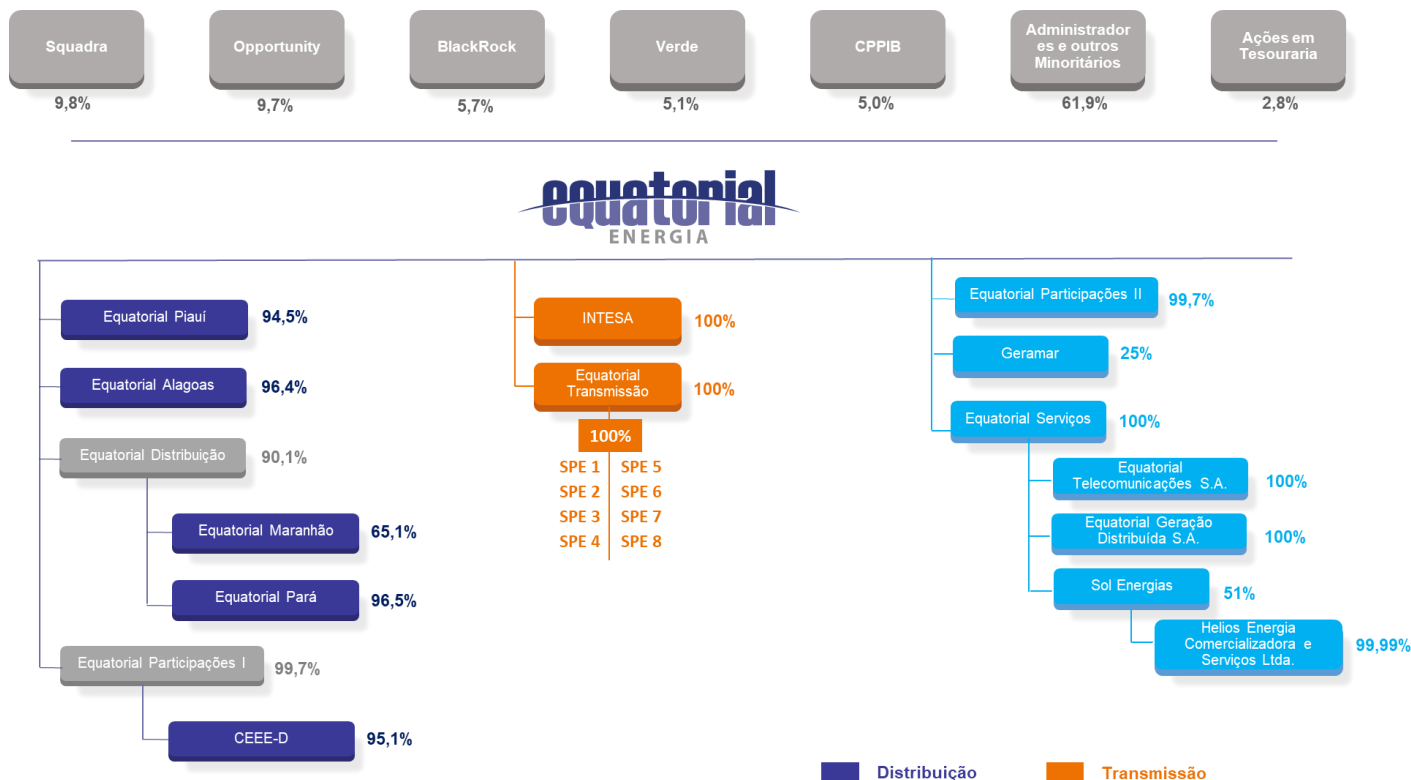 Squadra
Opportunity
BlackRock
Verde
CPPIB
Administrador
es e outros
Minoritários
Ações em
Tesouraria
9,8%
9,7%
5,7%
5,1%
5,0%
61,9%
2,8%
equatorial
ENERGIA
Equatorial Piauí
94,5%
Equatorial Alagoas
96,4%
Equatorial Distribuição
90,1%
Equatorial Maranhão
65,1%
Equatorial Pará
96,5%
Equatorial Participações I
99,7%
CEEE-D
95,1%
INTESA
100%
Equatorial
Transmissão
100%
100%
SPE 1 SPE 5
SPE 2 SPE 6
SPE 3 SPE 7
SPE 4 SPE 8
Equatorial Participações II
99,7%
Geramar
25%
Equatorial Serviços
100%
Equatorial
Telecomunicações S.A.
100%
Equatorial Geração
Distribuída S.A.
100%
Sol Energias
51%
Helios Energia
Comercializadora e
Serviços Ltda.
99,99%
Distribuição
Transmissão